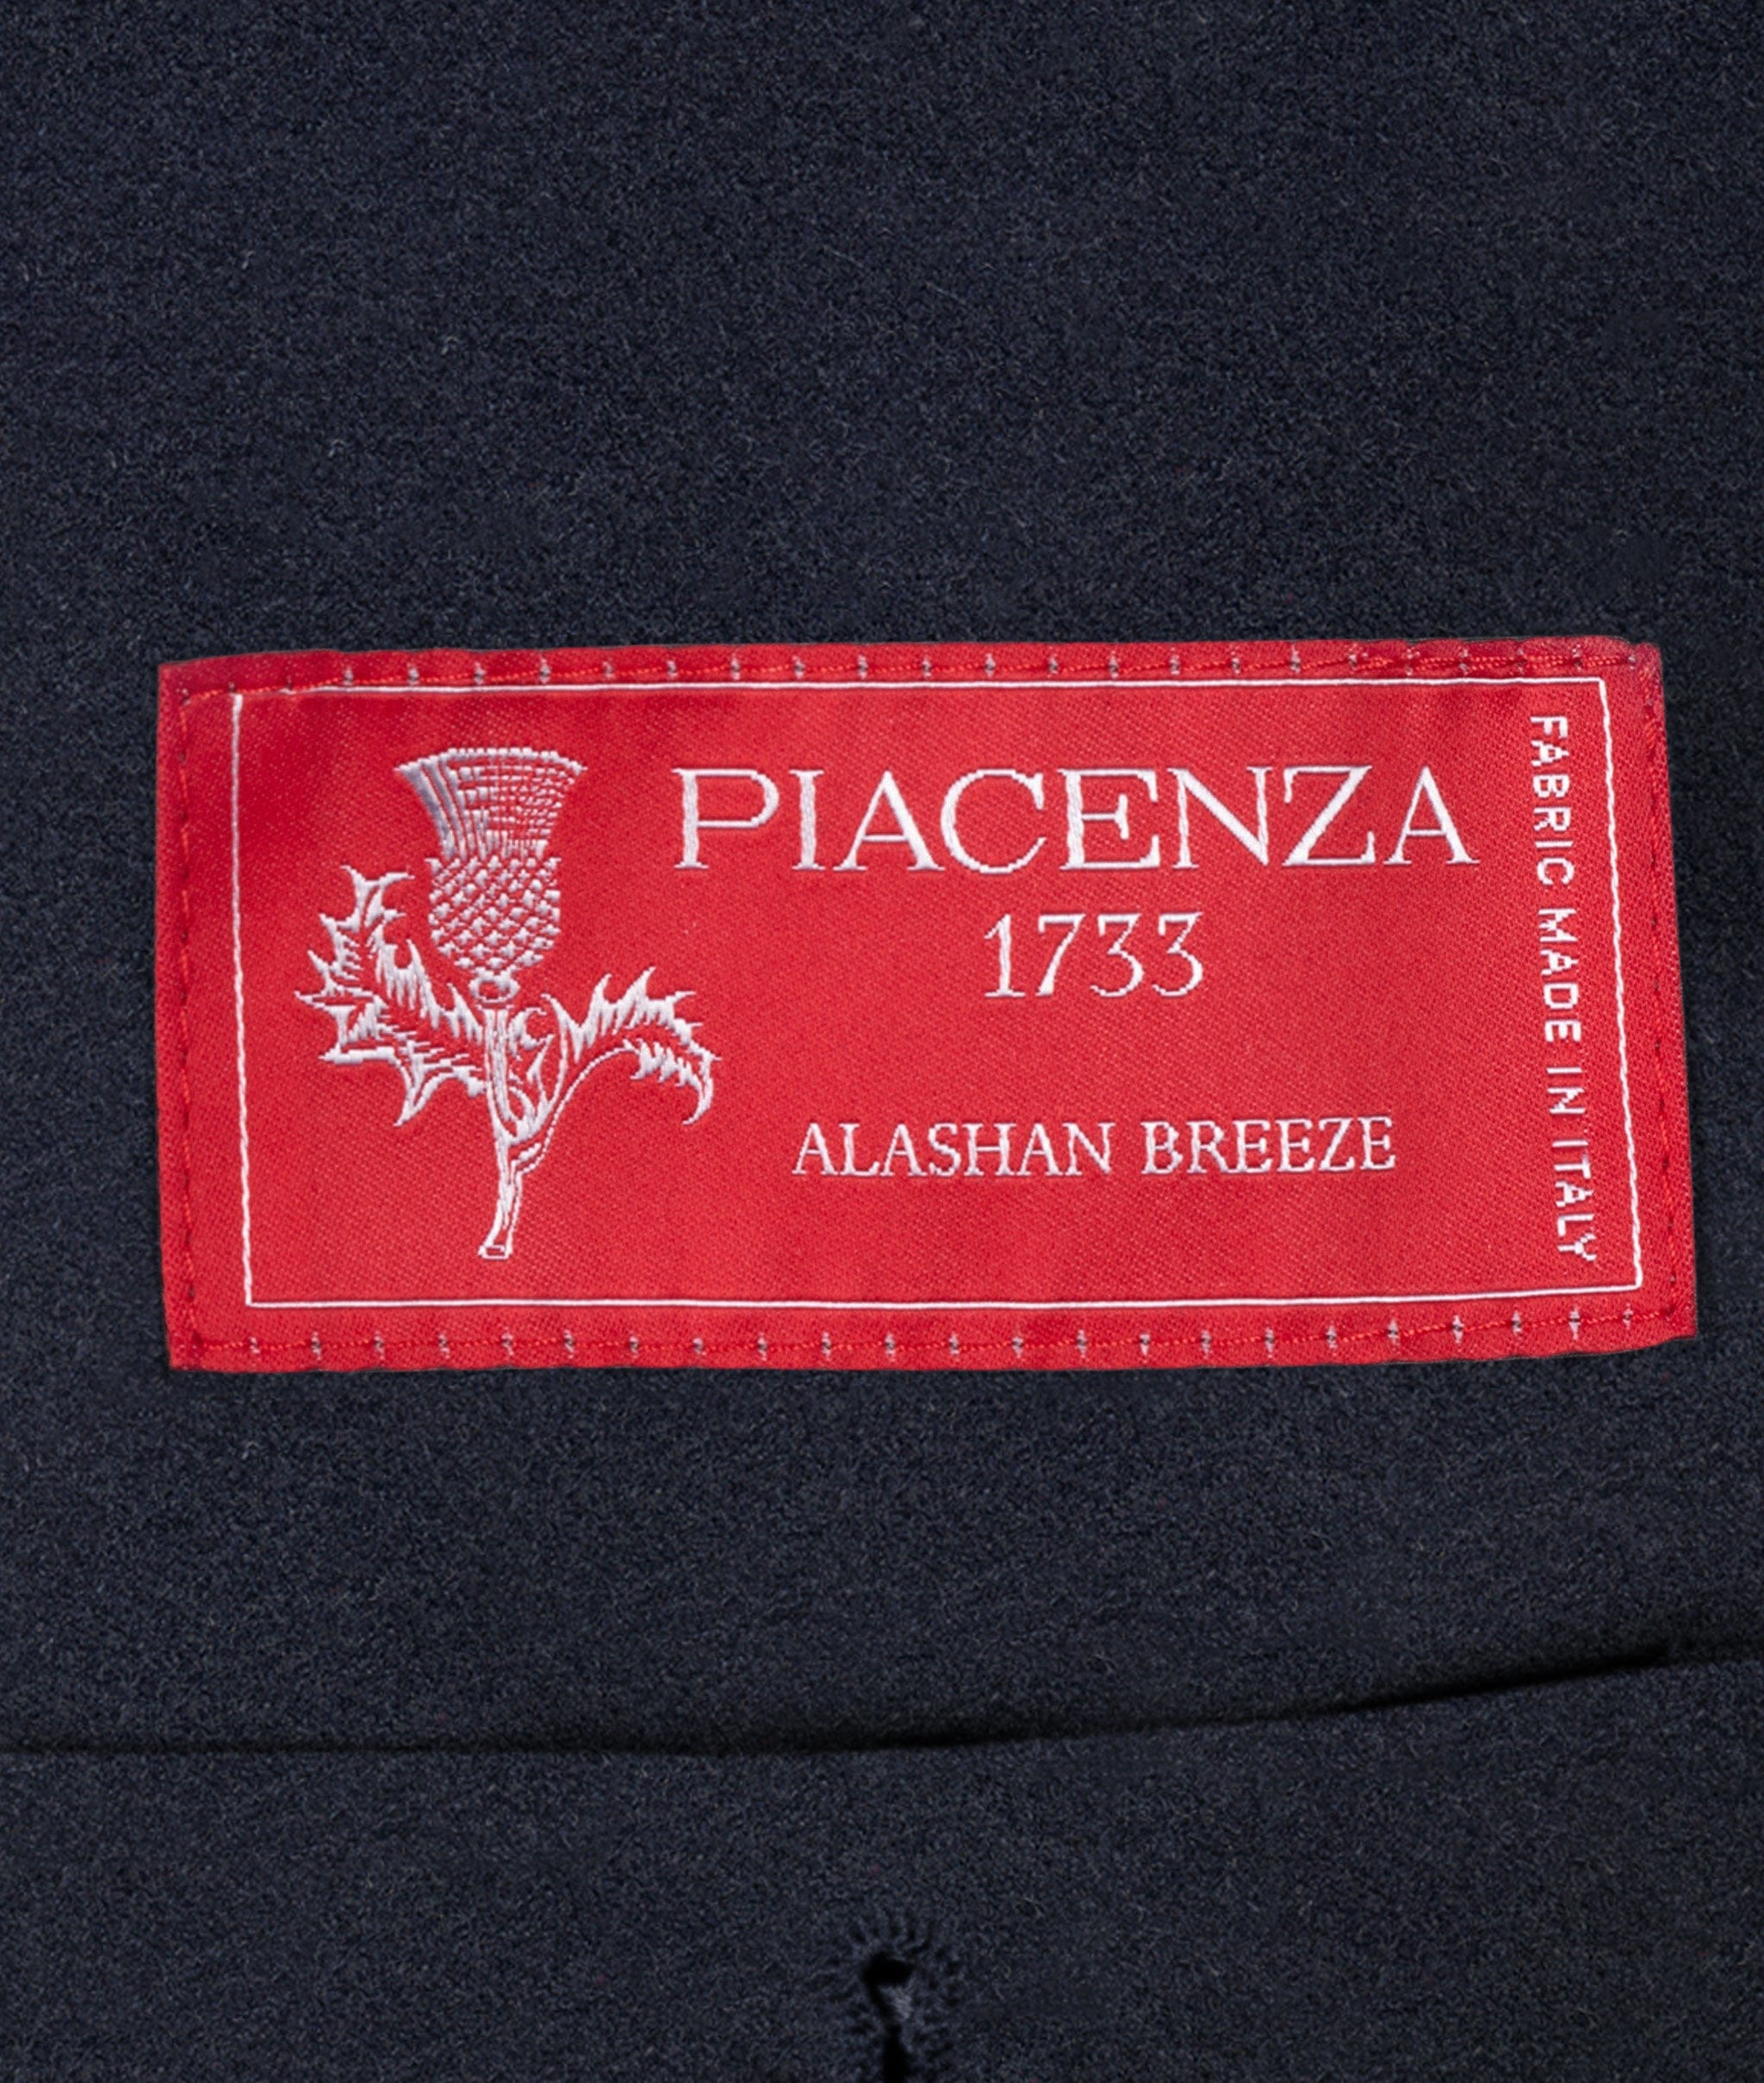 PIACENZA
1733
ALASHAN BREEZE
FABRIC MADE IN ITALY